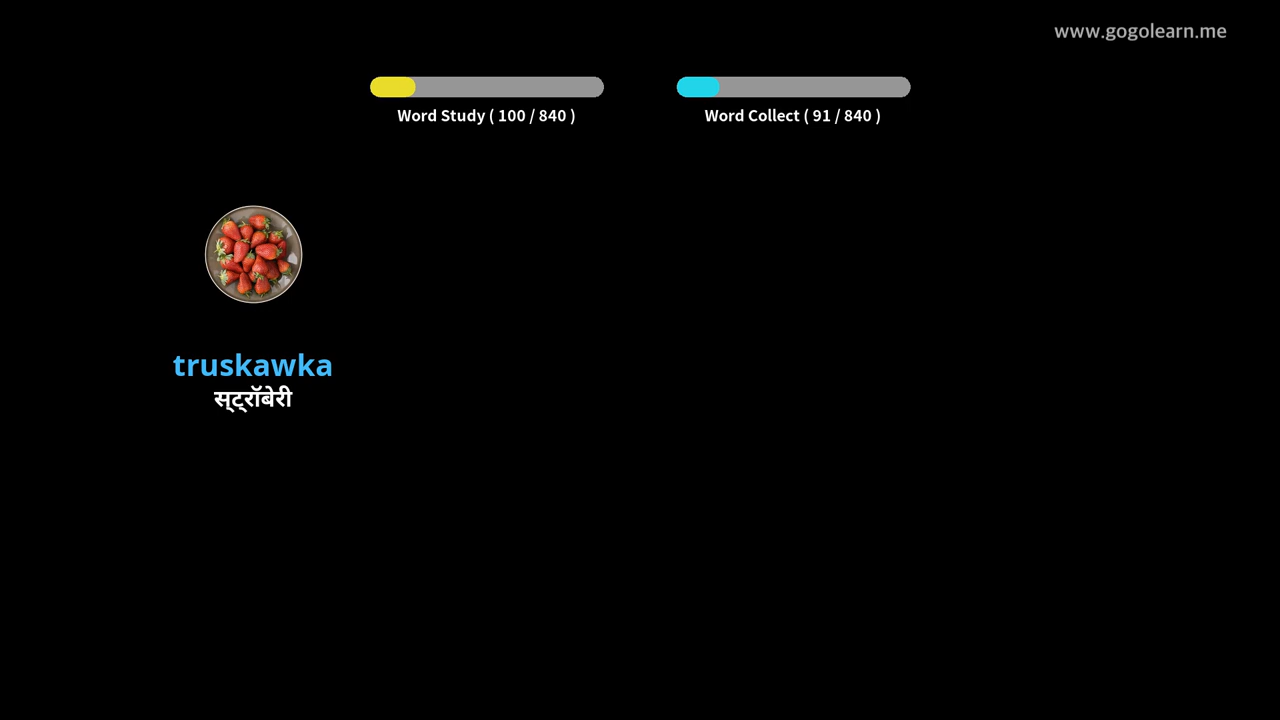 www.gogolearn.me
Word Study ( 100 / 840 )
Word Collect ( 91 / 840 )
truskawka
स्ट्रॉबेरी